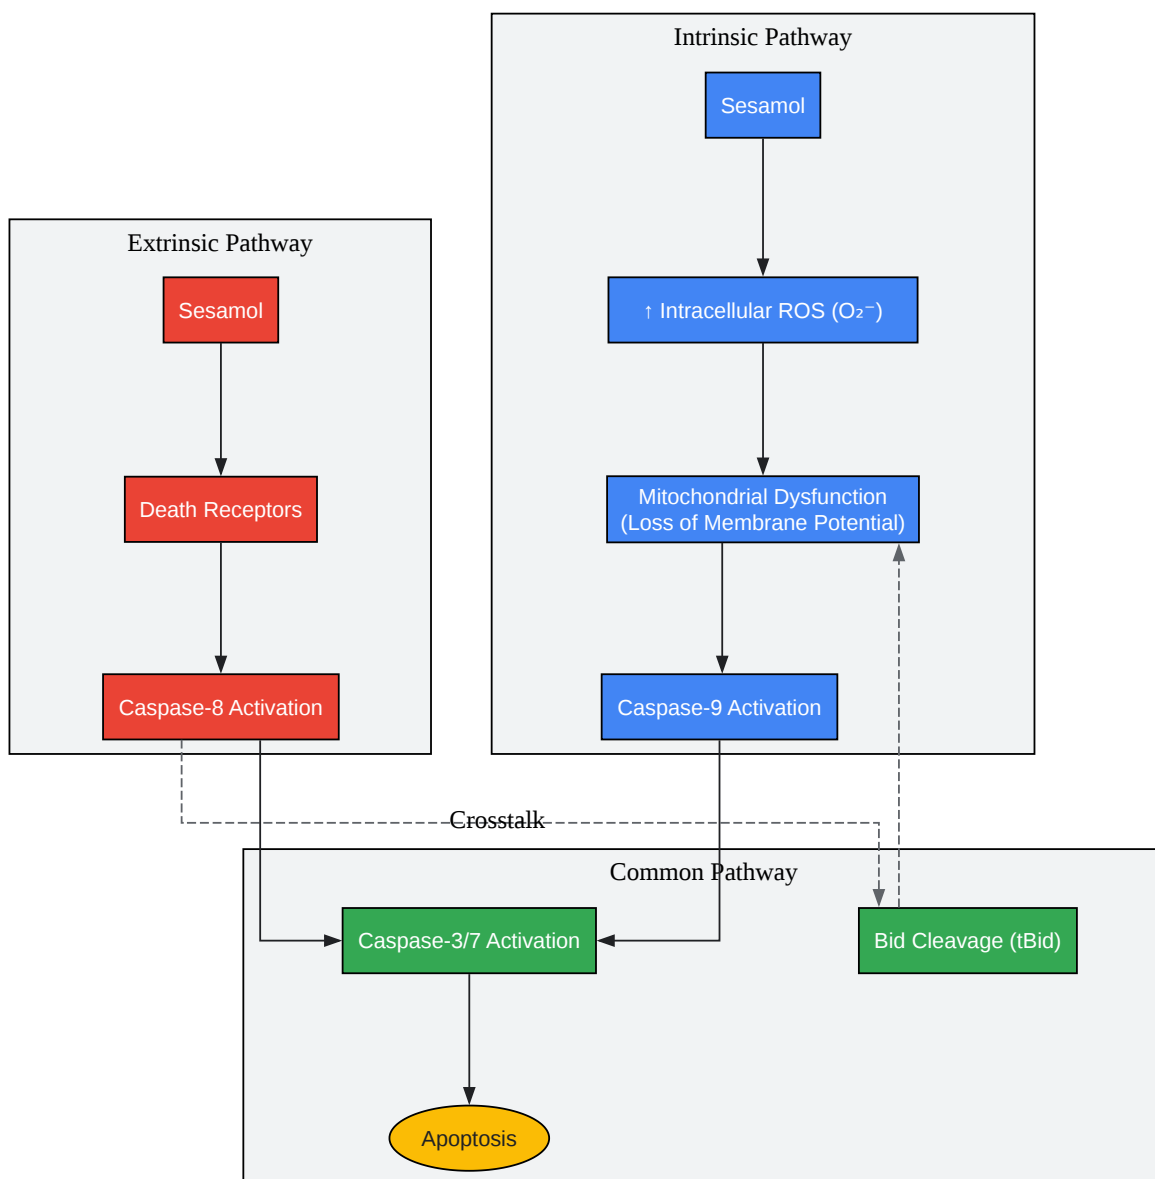 Intrinsic Pathway
Sesamol
Extrinsic Pathway
Sesamol
↑ Intracellular ROS (O₂⁻)
Death Receptors
Mitochondrial Dysfunction
(Loss of Membrane Potential)
Caspase-8 Activation
Caspase-9 Activation
Crosstalk
Common Pathway
Caspase-3/7 Activation
Bid Cleavage (tBid)
Apoptosis